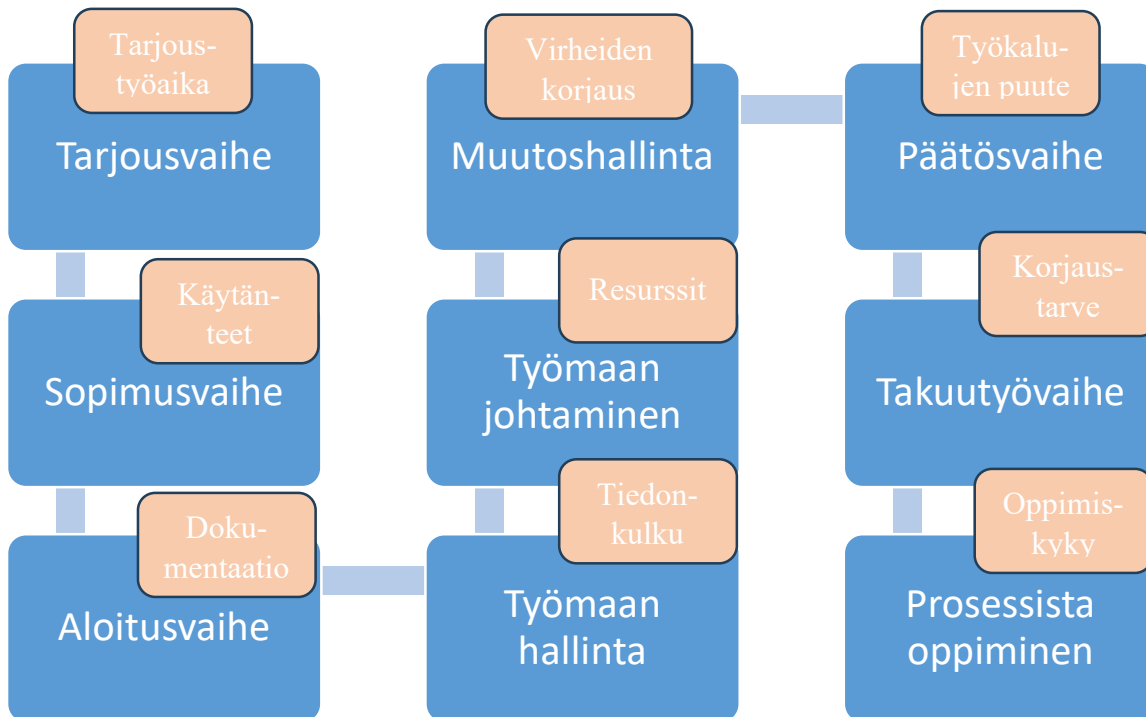 Tarjous-
työaika
Tarjousvaihe
Käytän-
teet
Sopimusvaihe
Doku-
mentaatio
Aloitusvaihe
Tiedon-
kulku
Työmaan
hallinta
Resurssit
Työmaan
johtaminen
Virheiden
korjaus
Muutoshallinta
Työkalu-
jen puute
Päätösvaihe
Korjaus-
tarve
Takuutyövaihe
Oppimis-
kyky
Prosessista
oppiminen